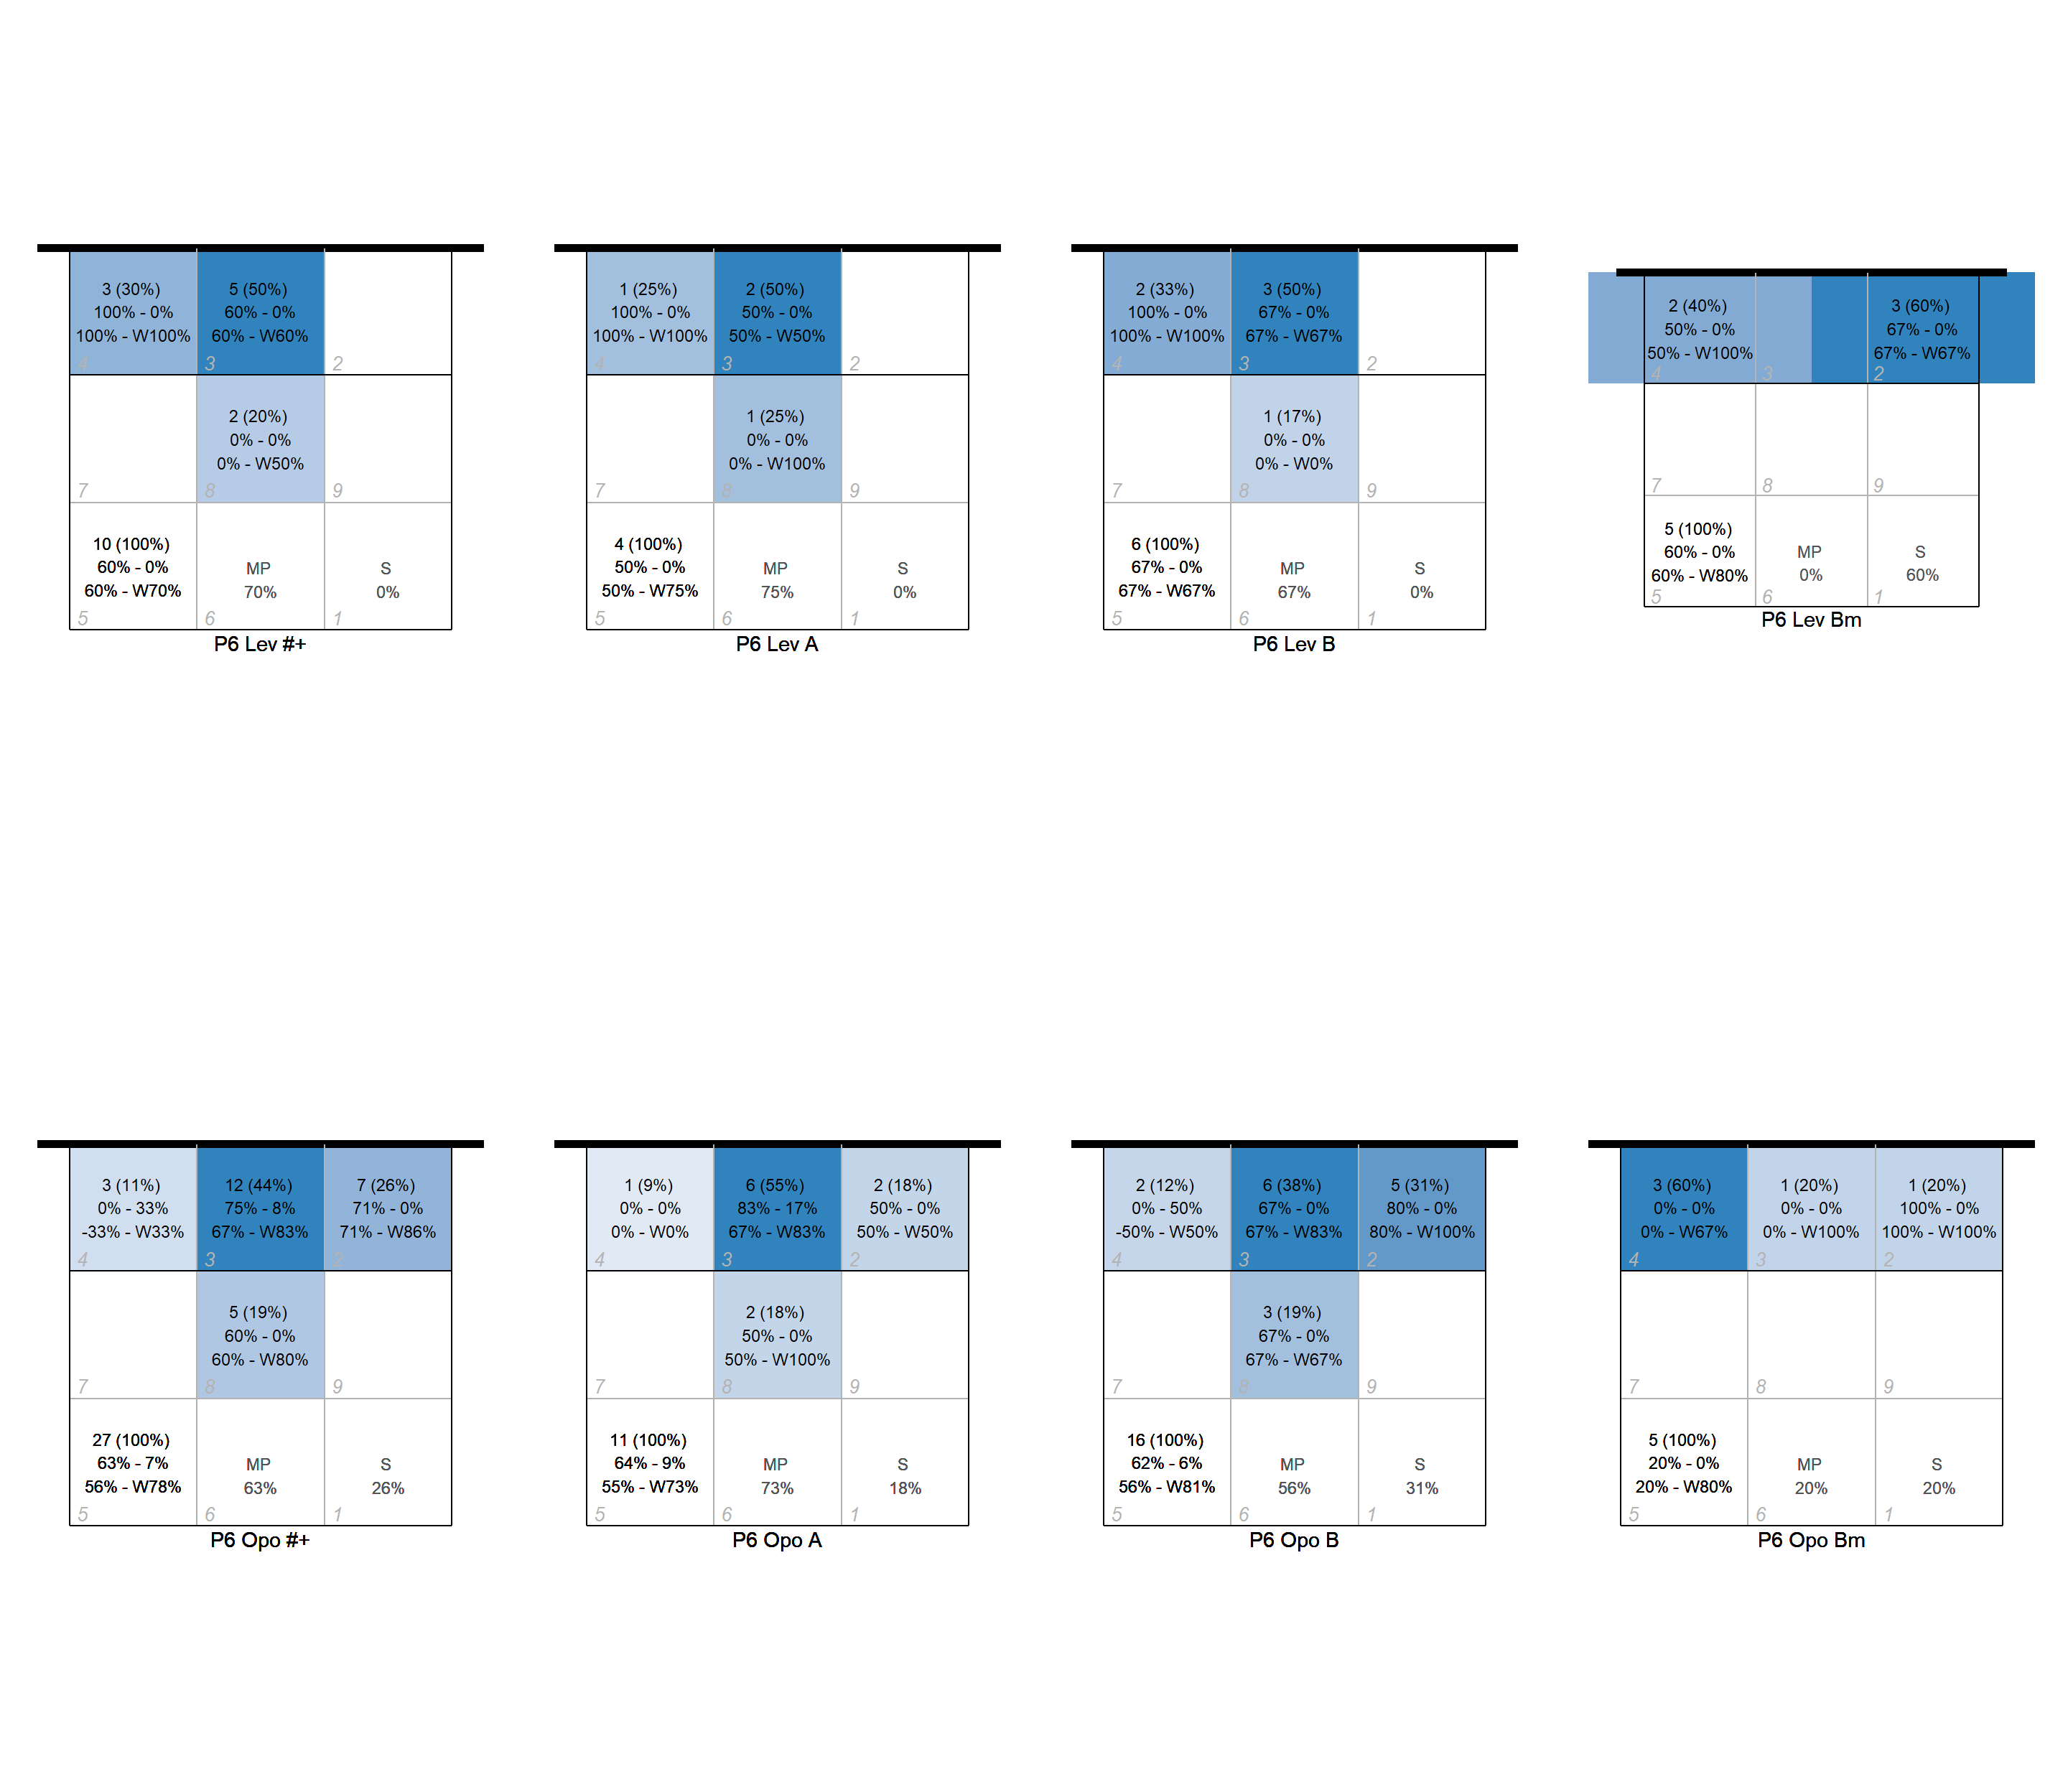 3 (30%)
100% - 0%
100% - W100%
4
5 (50%)
60% - 0%
60% - W60%
3
2
7
2 (20%)
0% - 0%
0% - W50%
8
9
10 (100%)
60% - 0%
60% - W70%
5
MP
70%
6
S
0%
1
P6 Lev #+
1 (25%)
100% - 0%
100% - W100%
4
2 (50%)
50% - 0%
50% - W50%
3
2
7
1 (25%)
0% - 0%
0% - W100%
8
9
4 (100%)
50% - 0%
50% - W75%
5
MP
75%
6
S
0%
1
P6 Lev A
2 (33%)
100% - 0%
100% - W100%
4
3 (50%)
67% - 0%
67% - W67%
3
2
7
1 (17%)
0% - 0%
0% - W0%
8
9
6 (100%)
67% - 0%
67% - W67%
5
MP
67%
6
S
0%
1
P6 Lev B
2 (40%)
50% - 0%
50% - W100%
4
3
3 (60%)
67% - 0%
67% - W67%
2
7
8
9
5 (100%)
60% - 0%
60% - W80%
5
MP
0%
6
S
60%
1
P6 Lev Bm
3 (11%)
0% - 33%
-33% - W33%
4
12 (44%)
75% - 8%
67% - W83%
3
7 (26%)
71% - 0%
71% - W86%
2
7
5 (19%)
60% - 0%
60% - W80%
8
9
27 (100%)
63% - 7%
56% - W78%
5
MP
63%
6
S
26%
1
P6 Opo #+
1 (9%)
0% - 0%
0% - W0%
4
6 (55%)
83% - 17%
67% - W83%
3
2 (18%)
50% - 0%
50% - W50%
2
7
2 (18%)
50% - 0%
50% - W100%
8
9
11 (100%)
64% - 9%
55% - W73%
5
MP
73%
6
S
18%
1
P6 Opo A
2 (12%)
0% - 50%
-50% - W50%
4
6 (38%)
67% - 0%
67% - W83%
3
5 (31%)
80% - 0%
80% - W100%
2
7
3 (19%)
67% - 0%
67% - W67%
8
9
16 (100%)
62% - 6%
56% - W81%
5
MP
56%
6
S
31%
1
P6 Opo B
3 (60%)
0% - 0%
0% - W67%
4
1 (20%)
0% - 0%
0% - W100%
3
1 (20%)
100% - 0%
100% - W100%
2
7
8
9
5 (100%)
20% - 0%
20% - W80%
5
MP
20%
6
S
20%
1
P6 Opo Bm